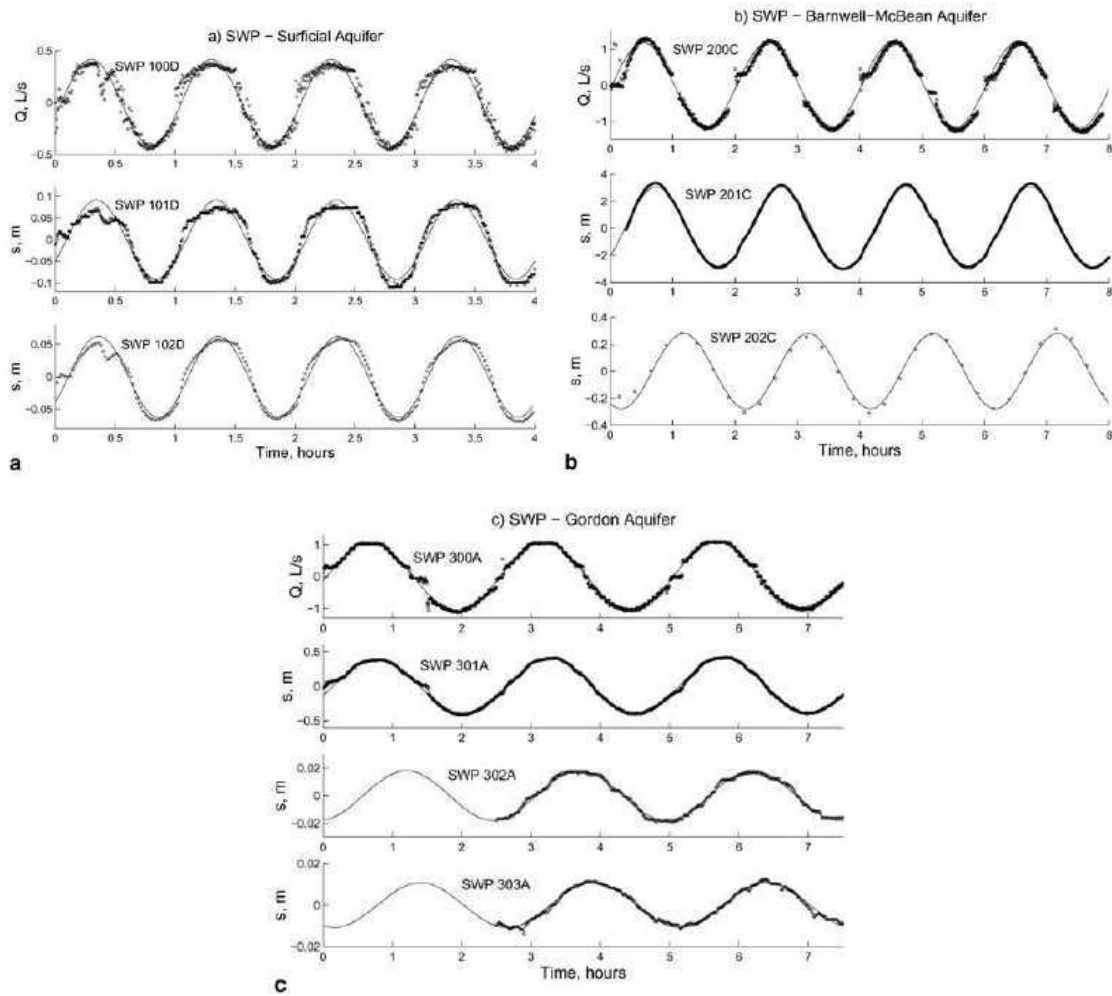 a) SWP − Surficial Aquifer
0.5
SWP 100D
Q, L/s
0
0.5
0 0.5 1 1.5 2 2.5 3 3.5 4
0.1
SWP 101D
0.05
s, m
0
−0.05
−0.1
0 0.5 1 1.5 2 2.5 3 3.5 4
0.05
SWP 102D
s, m
0
−0.05
0 0.5 1 1.5 2 2.5 3 3.5 4
Time, hours
a
b) SWP − Barnwell−McBean Aquifer
1
SWP 200C
Q, L/s
0
−1
0 1 2 3 4 5 6 7 8
4
SWP 201C
2
s, m
0
−2
−4
0 1 2 3 4 5 6 7 8
0.4
SWP 202C
0.2
s, m
0
−0.2
−0.4
0 1 2 3 4 5 6 7 8
Time, hours
b
c) SWP − Gordon Aquifer
1
SWP 300A
Q, L/s
0
−1
0 1 2 3 4 5 6 7
0.5
SWP 301A
s, m
0
−0.5
0 1 2 3 4 5 6 7
0.02
SWP 302A
s, m
0
−0.02
0 1 2 3 4 5 6 7
0.02
SWP 303A
s, m
0
−0.02
0 1 2 3 4 5 6 7
Time, hours
c